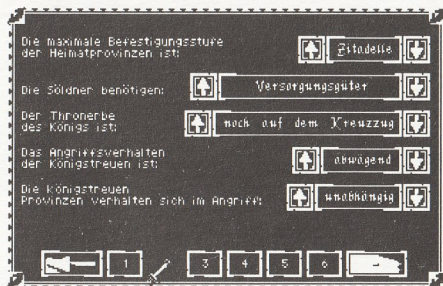 Die maximale Befestigungsstufe
der Heimatprovinzen ist:
Zitadelle
Die Söldner benötigen:
Versorgungsgüter
Der Thronerbe
des Königs ist:
noch auf dem Kreuzzug
Das Angriffsverhalten
der Königstreuen ist:
abwägend
Die Königstreuen
Provinzen verhalten sich im Angriff:
unabhängig
1
3
4
5
6